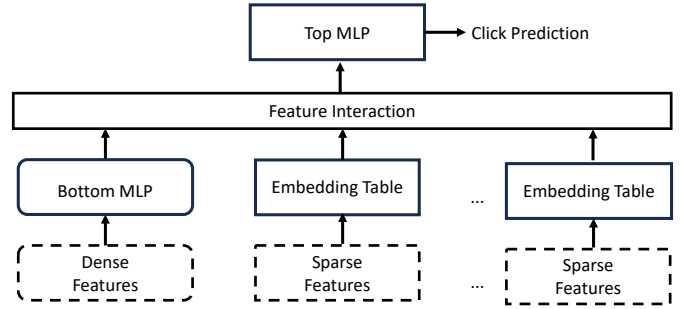 Top MLP
Click Prediction
Feature Interaction
Bottom MLP
Embedding Table
...
Embedding Table
Dense
Features
Sparse
Features
...
Sparse
Features